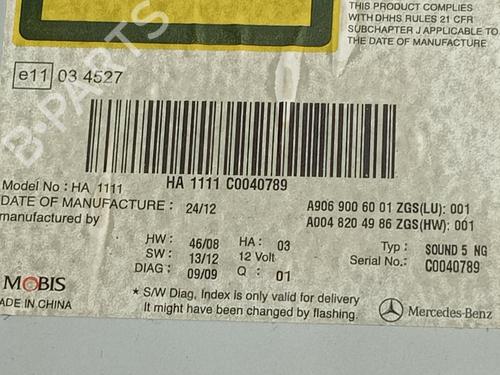 THIS PRODUCT COMPLIES
WITH DHHS RULES 21 CFR
SUBCHAPTER J APPLICABLE TO
THE DATE OF MANUFACTURE
e11 03 4527
HA 1111 C0040789
Model No : HA 1111
DATE OF MANUFACTURE : 24/12
manufactured by
A906 900 60 01 ZGS(LU): 001
A004 820 49 86 ZGS(HW): 001
HW : 46/08 HA : 03
SW : 13/12 12 Volt
DIAG : 09/09 Q : 01
Typ : SOUND 5 NG
Serial No.: C0040789
MOBIS
MADE IN CHINA
* S/W Diag, Index is only valid for delivery
It might have been changed by flashing.
Mercedes-Benz
B-PARTS